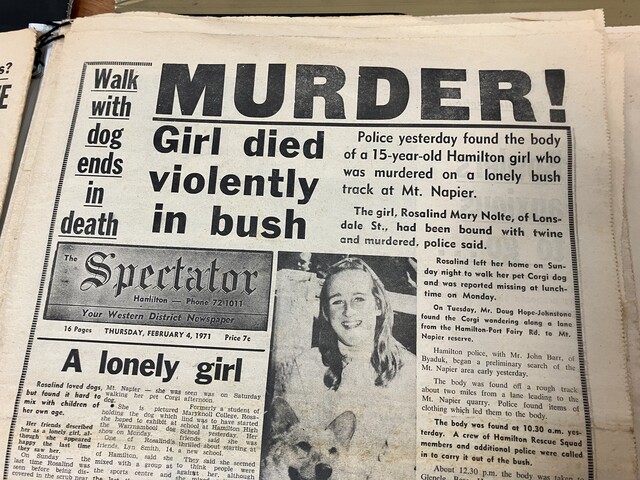 s?
E
Walk
with
dog
ends
in
death
MURDER!
Girl died
violently
in bush
Police yesterday found the body
of a 15-year-old Hamilton girl who
was murdered on a lonely bush
track at Mt. Napier.
The girl, Rosalind Mary Nolte, of Lons-
dale St., had been bound with twine
and murdered, police said.
The
Spectator
Hamilton — Phone 72-1011
Your Western District Newspaper
16 Pages THURSDAY, FEBRUARY 4, 1971 Price 7c
A lonely girl
Rosalind loved dogs,
but found it hard to
mix with children of
her own age.
Her friends described
her as a lonely girl, al-
though she appeared
happy the last time
they saw her.
On Sunday — the
last time Rosalind was
seen before being dis-
covered in the scrub near
Mt. Napier — she was
walking her pet Corgi
dog.
She is pictured
holding the dog which
she hoped to exhibit at
the Warrnambool dog
show on Monday.
One of Rosalind's
friends, Lyn Smith, 14,
of Hamilton, said she
mixed with a group at
the sports centre and
seen was on Saturday
afternoon.
Formerly a student of
Maryknoll College, Rosa-
lind was to have started
school at Hamilton High
School yesterday. Her
friends said she was
thrilled about starting at
a new school.
They said she seemed
to think people were
against her, although
Rosalind left her home on Sun-
day night to walk her pet Corgi dog
and was reported missing at lunch-
time on Monday.
On Tuesday, Mr. Doug Hope-Johnstone
found the Corgi wandering along a lane
from the Hamilton-Port Fairy Rd. to Mt.
Napier reserve.
Hamilton police, with Mr. John Barr, of
Byaduk, began a preliminary search of the
Mt. Napier area early yesterday.
The body was found off a rough track
about two miles from a lane leading to the
Mt. Napier quarry. Police found items of
clothing which led them to the body.
The body was found at 10.30 a.m. yes-
terday. A crew of Hamilton Rescue Squad
members and additional police were called
in to carry it out of the bush.
About 12.30 p.m. the body was taken to